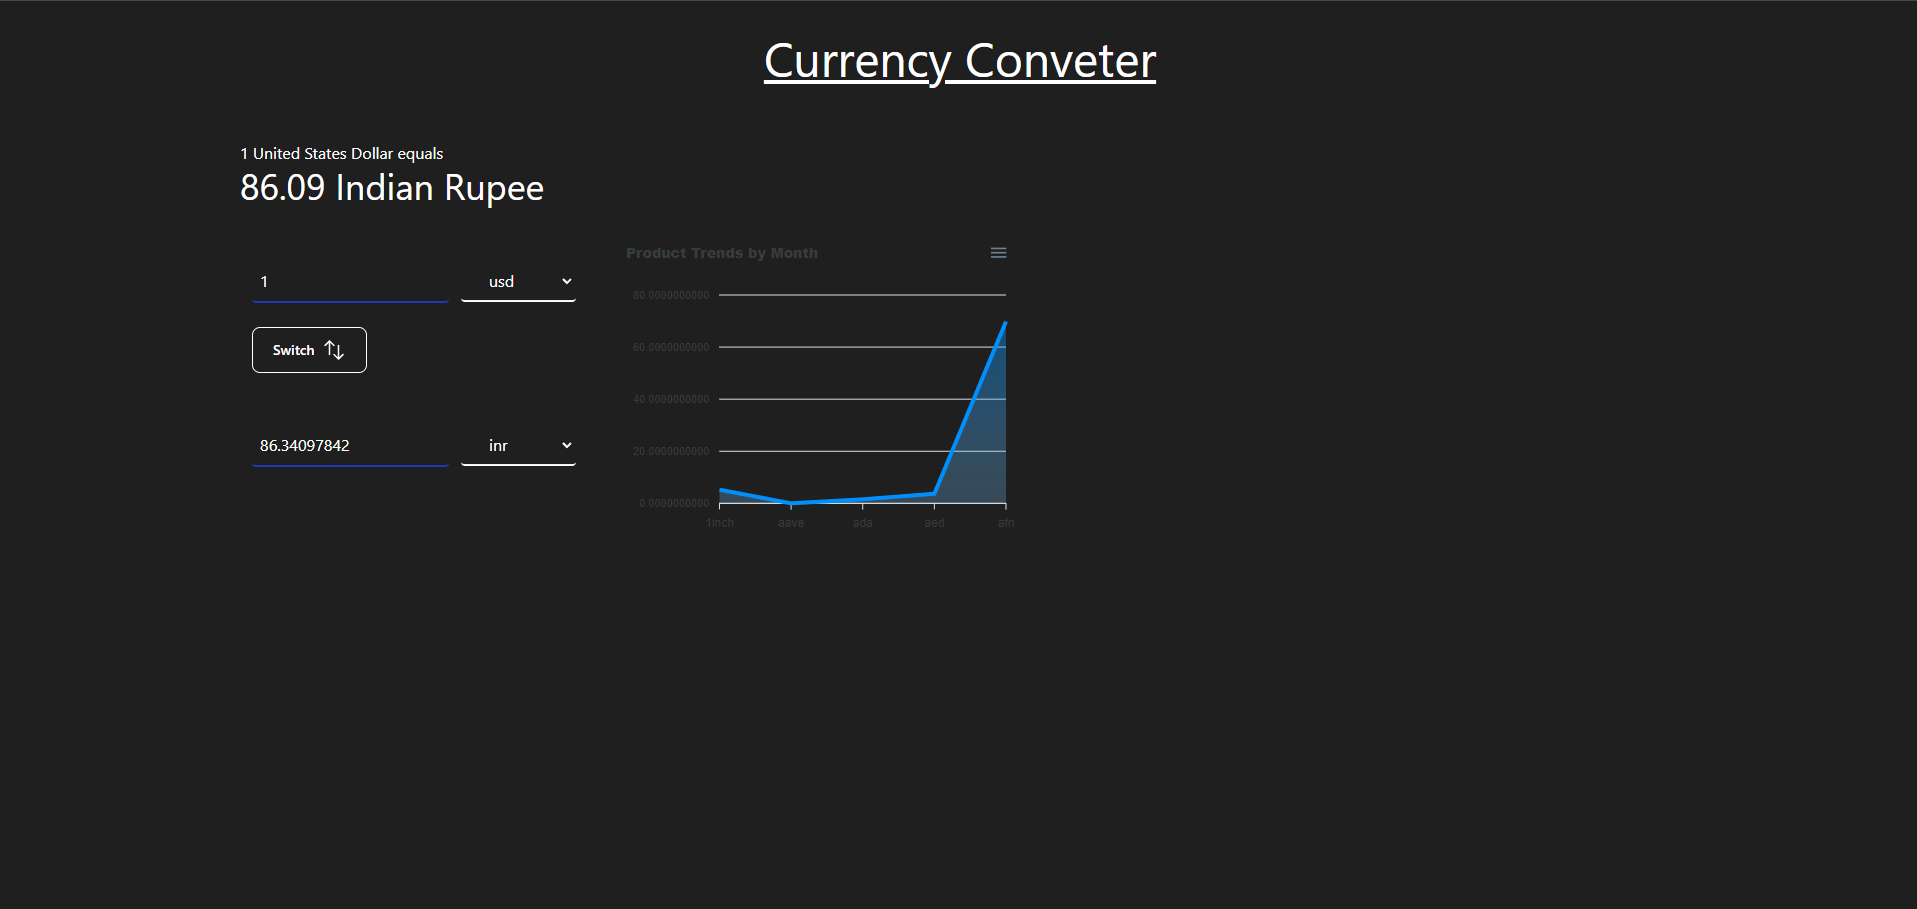 Currency Conveter
1 United States Dollar equals
86.09 Indian Rupee
1 usd
Switch
86.34097842 inr
Product Trends by Month
80.0000000000
60.0000000000
40.0000000000
20.0000000000
0.0000000000
1inch aave ada aed afn